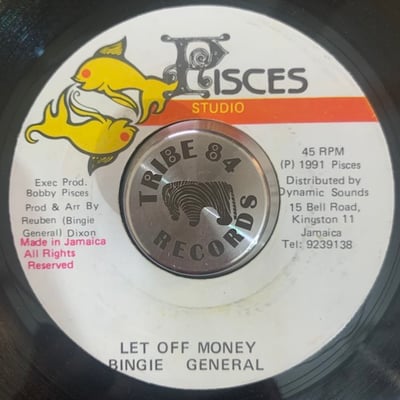 PISCES
STUDIO
Exec Prod.
Bobby Pisces
Prod & Art By
Reuben (Bingie
General) Dixon
Made in Jamaica
All Rights
Reserved
TRIBE 84
RECORDS
45 RPM
(P) 1991 Pisces
Distributed by
Dynamic Sounds
15 Bell Road,
Kingston 11
Jamaica
Tel: 9239138
LET OFF MONEY
BINGIE GENERAL